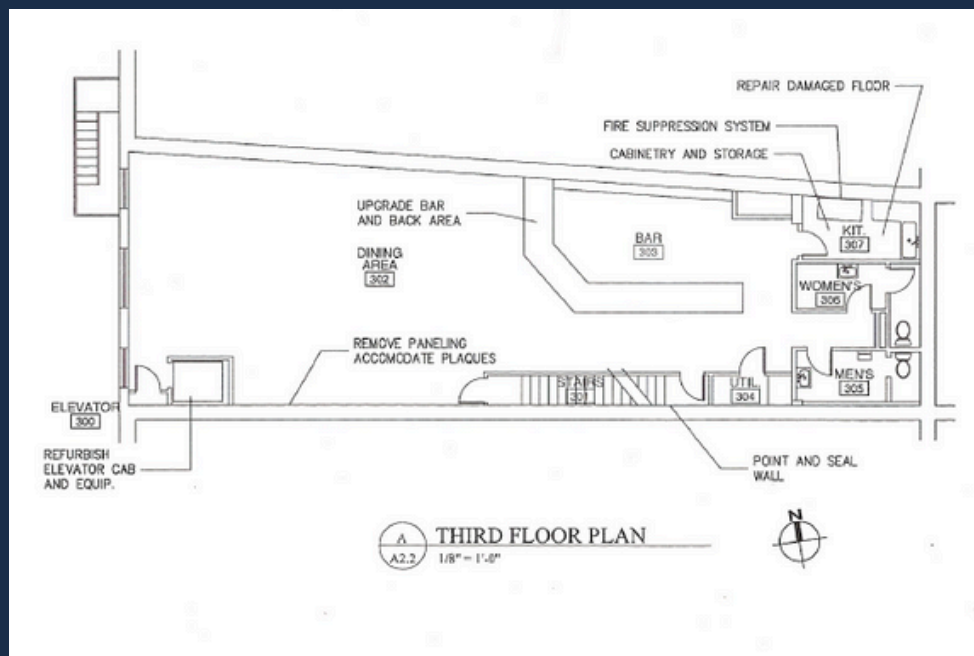 REPAIR DAMAGED FLOOR
FIRE SUPPRESSION SYSTEM
CABINETRY AND STORAGE
UPGRADE BAR
AND BACK AREA
BAR
303
KIT.
307
DINING
AREA
302
WOMEN'S
306
REMOVE PANELING
ACCOMODATE PLAQUES
STAIRS
301
UTIL
304
MEN'S
305
ELEVATOR
300
REFURBISH
ELEVATOR CAB
AND EQUIP.
POINT AND SEAL
WALL
A
A2.2
THIRD FLOOR PLAN
1/8" = 1'-0"
N